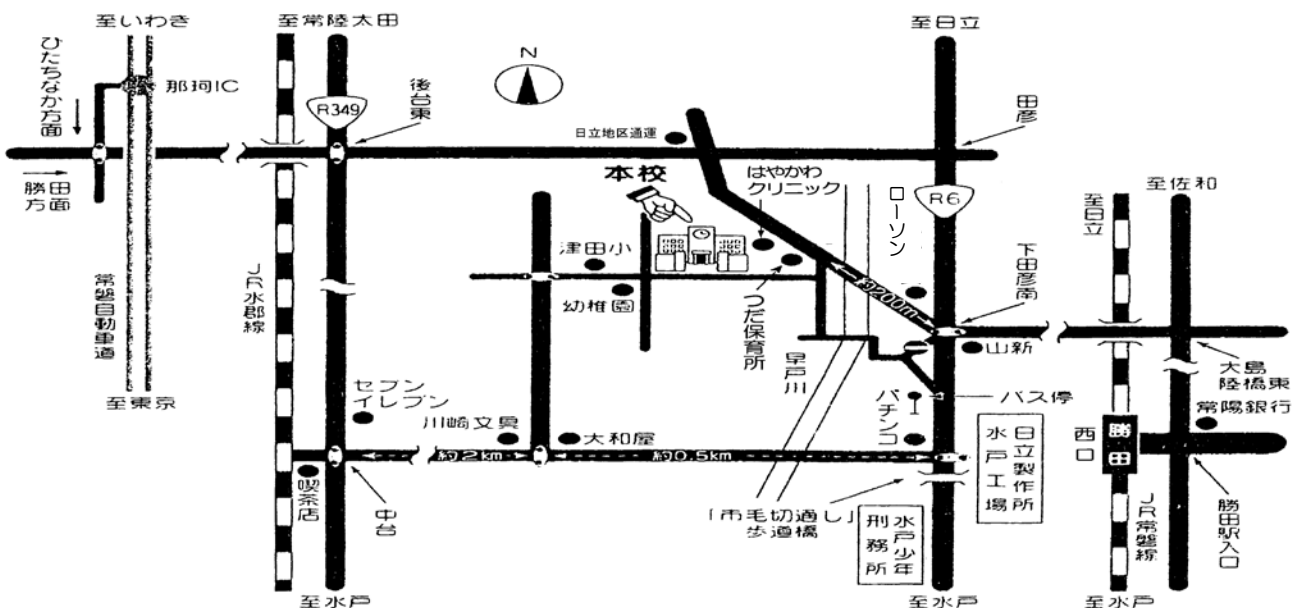 至いわき
至常陸太田
至日立
ひたちなか方面
那珂IC
R349
後台東
N
日立地区通運
田彦
勝田
方面
本校
はやかわ
クリニック
ローソン
R6
至日立
至佐和
常磐自動車道
JR水郡線
津田小
幼稚園
つだ保育所
早戸川
約200m
下田彦南
山新
大島
陸橋東
至東京
セブン
イレブン
川崎文具
大和屋
パチンコ
バス停
常陽銀行
西口
勝田
約2km
約0.5km
喫茶店
中台
「市毛切通し」
歩道橋
日立製作所
水戸工場
水戸少年
刑務所
JR常磐線
勝田駅入口
至水戸
至水戸
至水戸